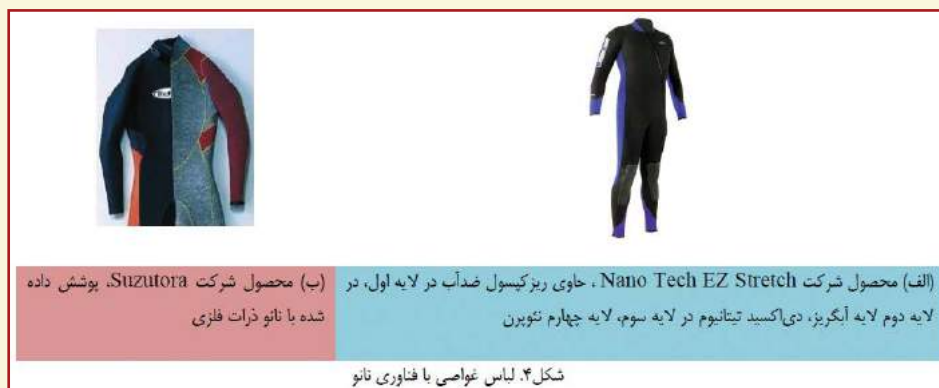 (الف) محصول شرکت Nano Tech EZ Stretch ، حاوی ریزکپسول ضدآب در لایه اول، در
لایه دوم لایه آبگریز، دی‌اکسید تیتانیوم در لایه سوم، لایه چهارم نئوپرن
(ب) محصول شرکت Suzutora، پوشش داده
شده با نانو ذرات فلزی
شکل۴. لباس غواصی با فناوری نانو